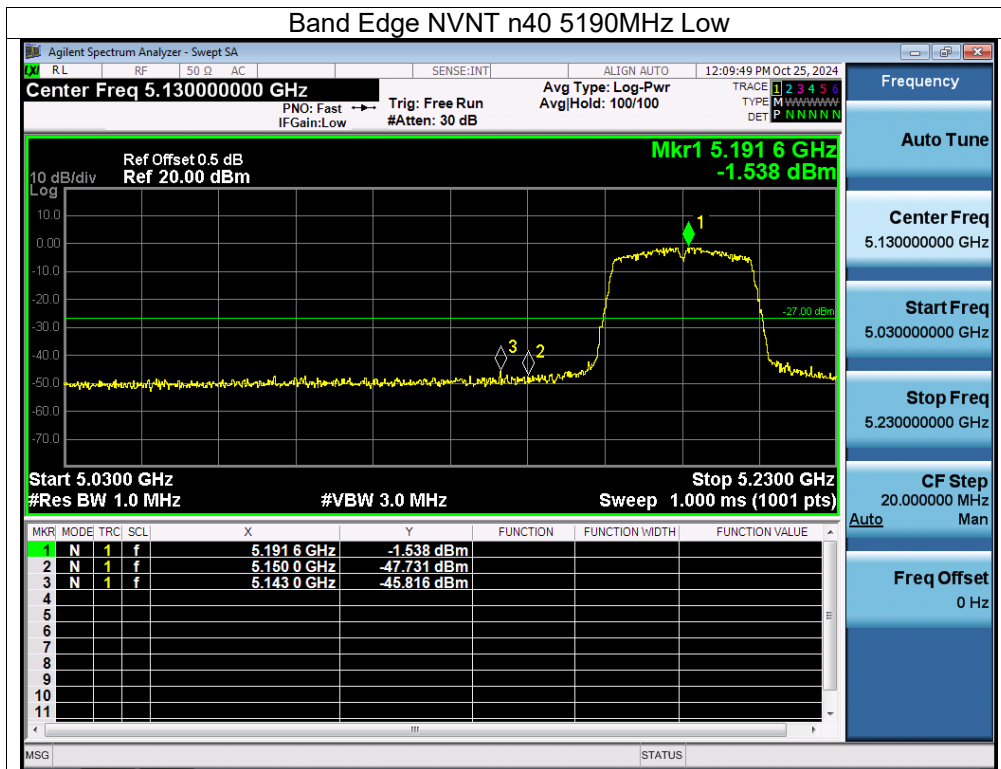 Band Edge NVNT n40 5190MHz Low
Agilent Spectrum Analyzer - Swept SA
LXI RL RF 50 Ω AC SENSE:INT ALIGN AUTO 12:09:49 PM Oct 25, 2024
Center Freq 5.130000000 GHz
PNO: Fast
IFGain:Low
Trig: Free Run
#Atten: 30 dB
Avg Type: Log-Pwr
Avg|Hold: 100/100
TRACE 1 2 3 4 5 6
TYPE M WWWWW
DET P N N N N N
Frequency
Auto Tune
Center Freq
5.130000000 GHz
Start Freq
5.030000000 GHz
Stop Freq
5.230000000 GHz
CF Step
20.000000 MHz
Auto Man
Freq Offset
0 Hz
Mkr1 5.191 6 GHz
-1.538 dBm
Ref Offset 0.5 dB
10 dB/div Ref 20.00 dBm
Log
10.0
0.00
-10.0
-20.0
-30.0
-40.0
-50.0
-60.0
-70.0
1
-27.00 dBm
3
2
Start 5.0300 GHz Stop 5.2300 GHz
#Res BW 1.0 MHz #VBW 3.0 MHz Sweep 1.000 ms (1001 pts)
MKR MODE TRC SCL X Y FUNCTION FUNCTION WIDTH FUNCTION VALUE
1 N 1 f 5.191 6 GHz -1.538 dBm
2 N 1 f 5.150 0 GHz -47.731 dBm
3 N 1 f 5.143 0 GHz -45.816 dBm
4
5
6
7
8
9
10
11
MSG STATUS